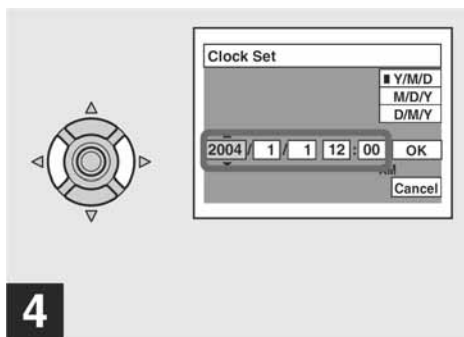 Clock Set
Y/M/D
M/D/Y
D/M/Y
2004 / 1 / 1 12 : 00 OK
Cancel
4